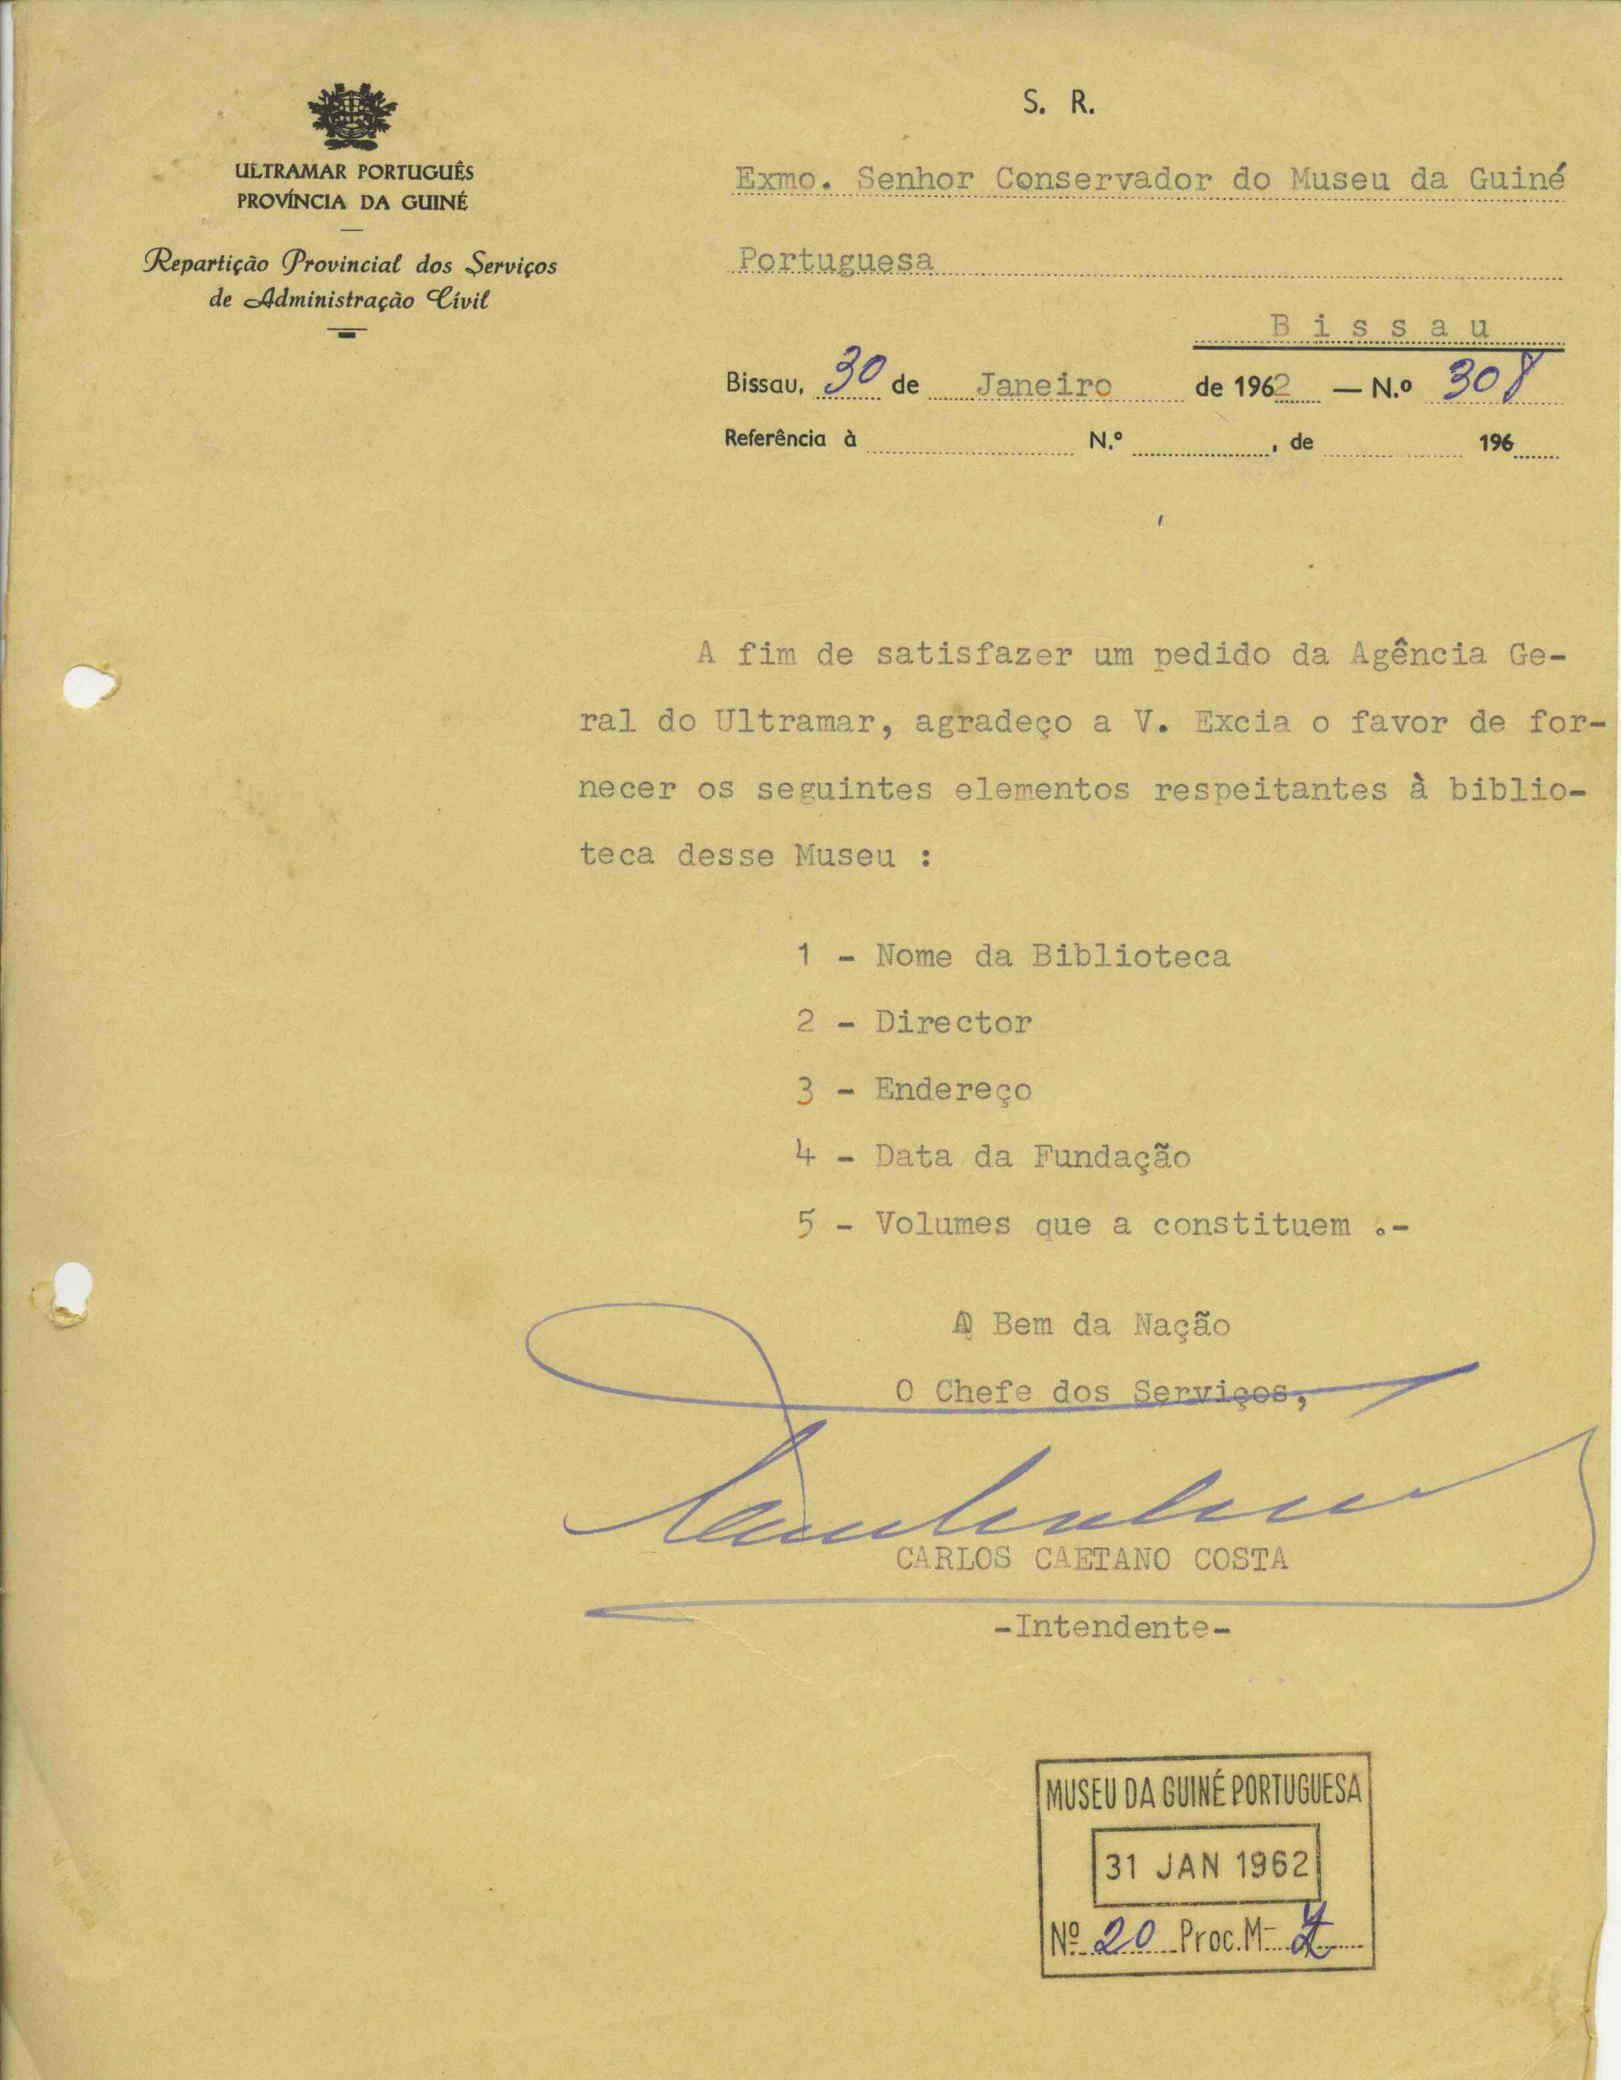 ULTRAMAR PORTUGUÊS
PROVÍNCIA DA GUINÉ
Repartição Provincial dos Serviços
de Administração Civil
S. R.
Exmo. Senhor Conservador do Museu da Guiné
Portuguesa
Bissau
Bissau, 30 de Janeiro de 1962 — N.º 308
Referência à N.º , de 196
A fim de satisfazer um pedido da Agência Ge-
ral do Ultramar, agradeço a V. Excia o favor de for-
necer os seguintes elementos respeitantes à biblio-
teca desse Museu :
1 - Nome da Biblioteca
2 - Director
3 - Endereço
4 - Data da Fundação
5 - Volumes que a constituem .-
A Bem da Nação
O Chefe dos Serviços,
CARLOS CAETANO COSTA
-Intendente-
MUSEU DA GUINÉ PORTUGUESA
31 JAN 1962
Nº 20 Proc. M-